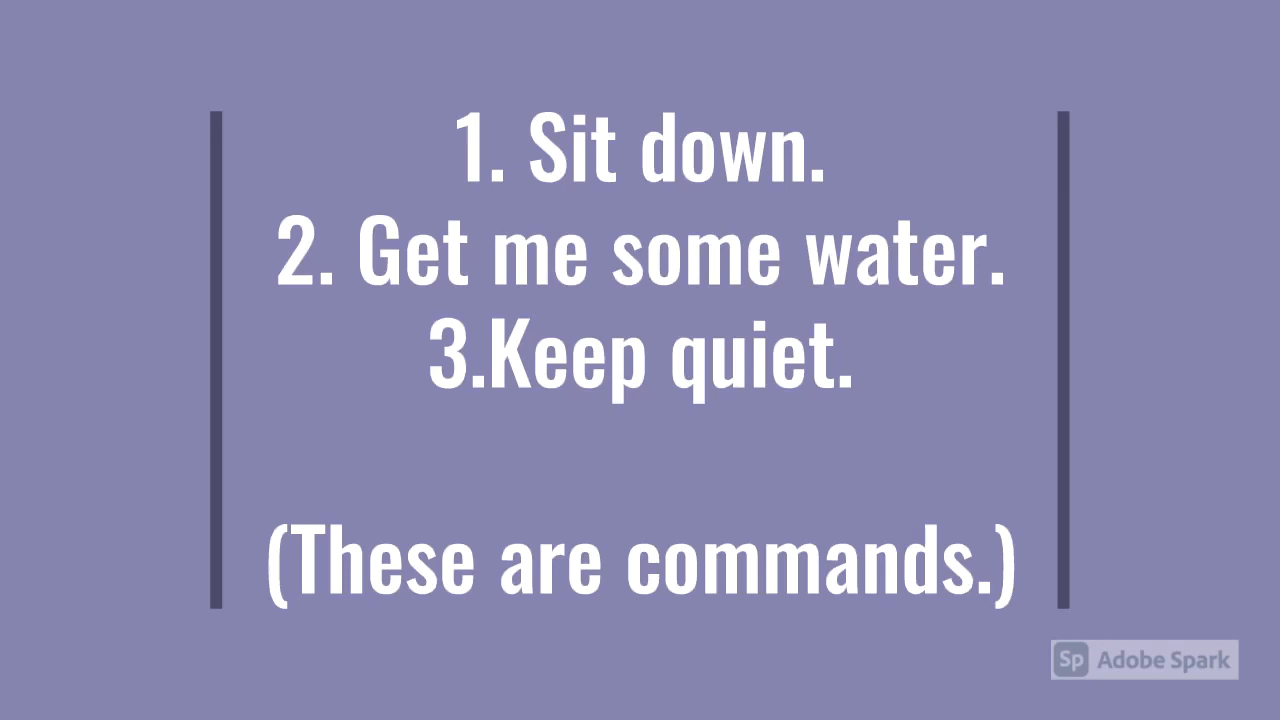 1. Sit down.
2. Get me some water.
3.Keep quiet.
(These are commands.)
Sp Adobe Spark